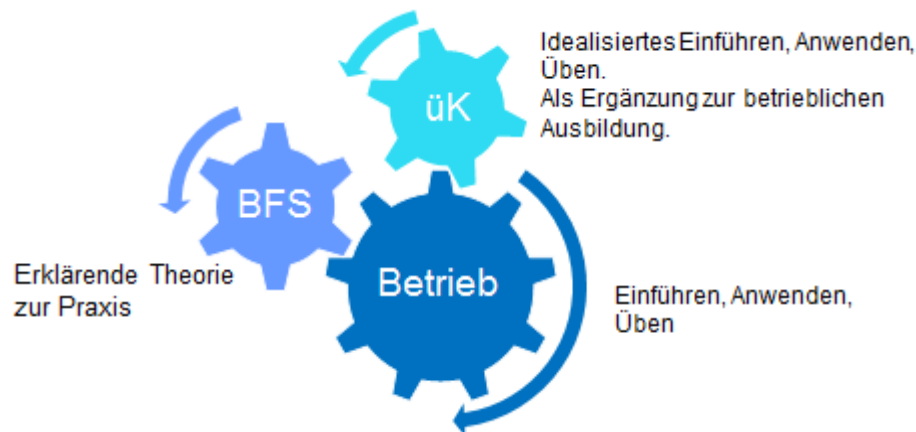 Idealisiertes Einführen, Anwenden,
Üben.
Als Ergänzung zur betrieblichen
Ausbildung.
üK
BFS
Erklärende Theorie
zur Praxis
Betrieb
Einführen, Anwenden,
Üben